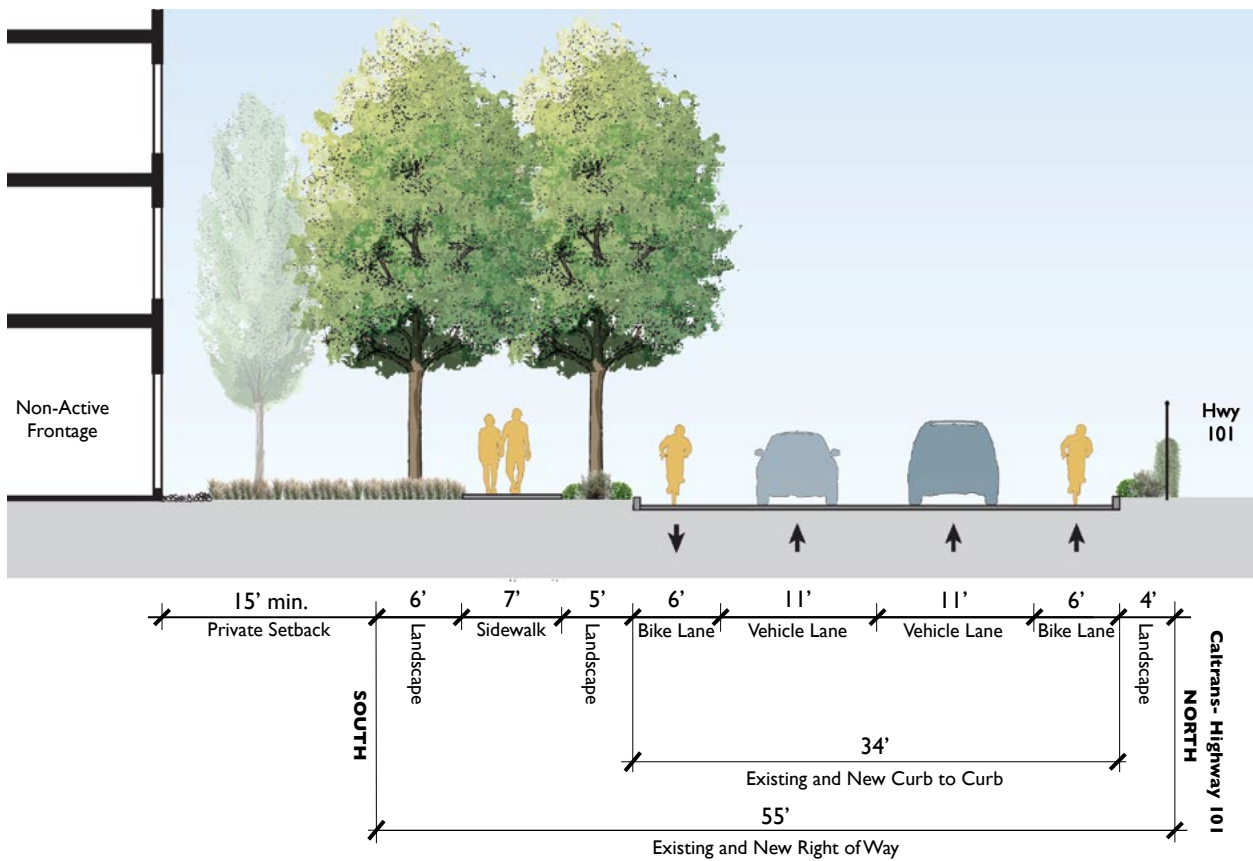 Non-Active
Frontage
Hwy
101
15’ min.
Private Setback
6’
Landscape
7’
Sidewalk
5’
Landscape
6’
Bike Lane
11’
Vehicle Lane
11’
Vehicle Lane
6’
Bike Lane
4’
Landscape
SOUTH
NORTH
Caltrans- Highway 101
34’
Existing and New Curb to Curb
55’
Existing and New Right of Way